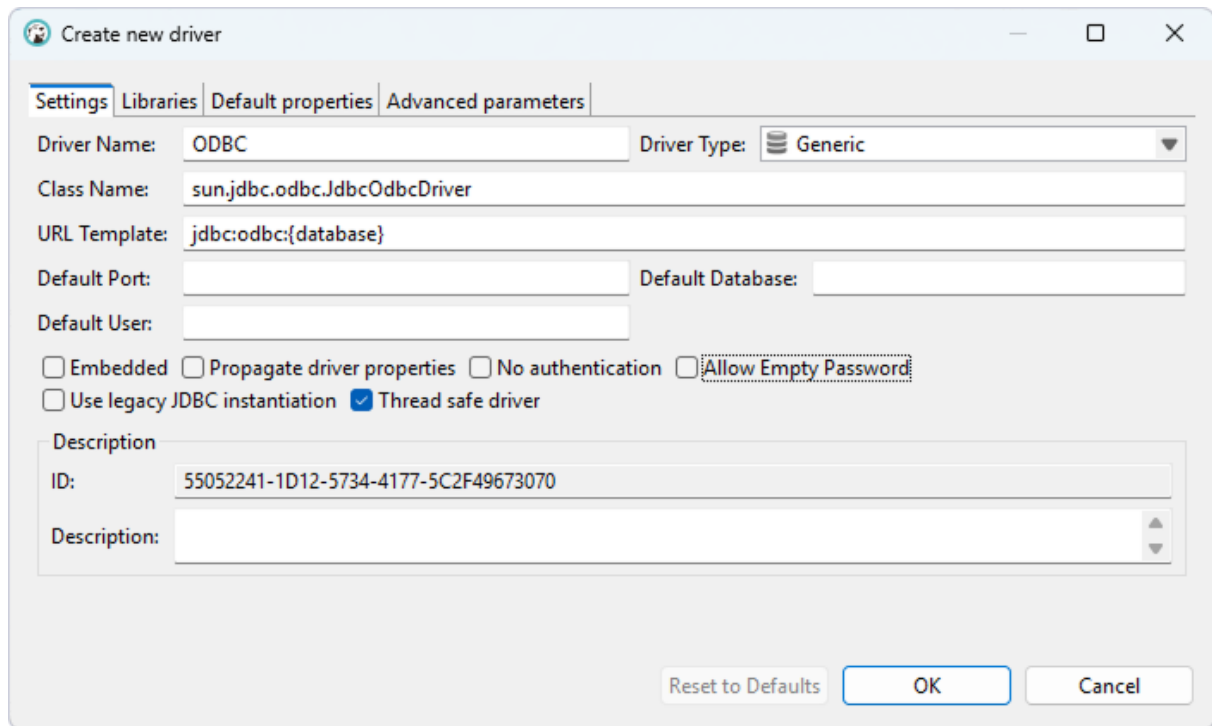 Create new driver
Settings Libraries Default properties Advanced parameters
Driver Name: ODBC Driver Type: Generic
Class Name: sun.jdbc.odbc.JdbcOdbcDriver
URL Template: jdbc:odbc:{database}
Default Port: Default Database:
Default User:
Embedded Propagate driver properties No authentication Allow Empty Password
Use legacy JDBC instantiation Thread safe driver
Description
ID: 55052241-1D12-5734-4177-5C2F49673070
Description:
Reset to Defaults OK Cancel